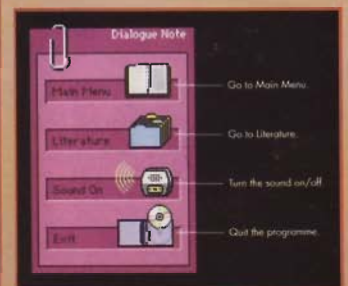 Dialogue Note
Main Menu
Go to Main Menu.
Literature
Go to Literature.
Sound On
Turn the sound on/off
Exit
Quit the programme.